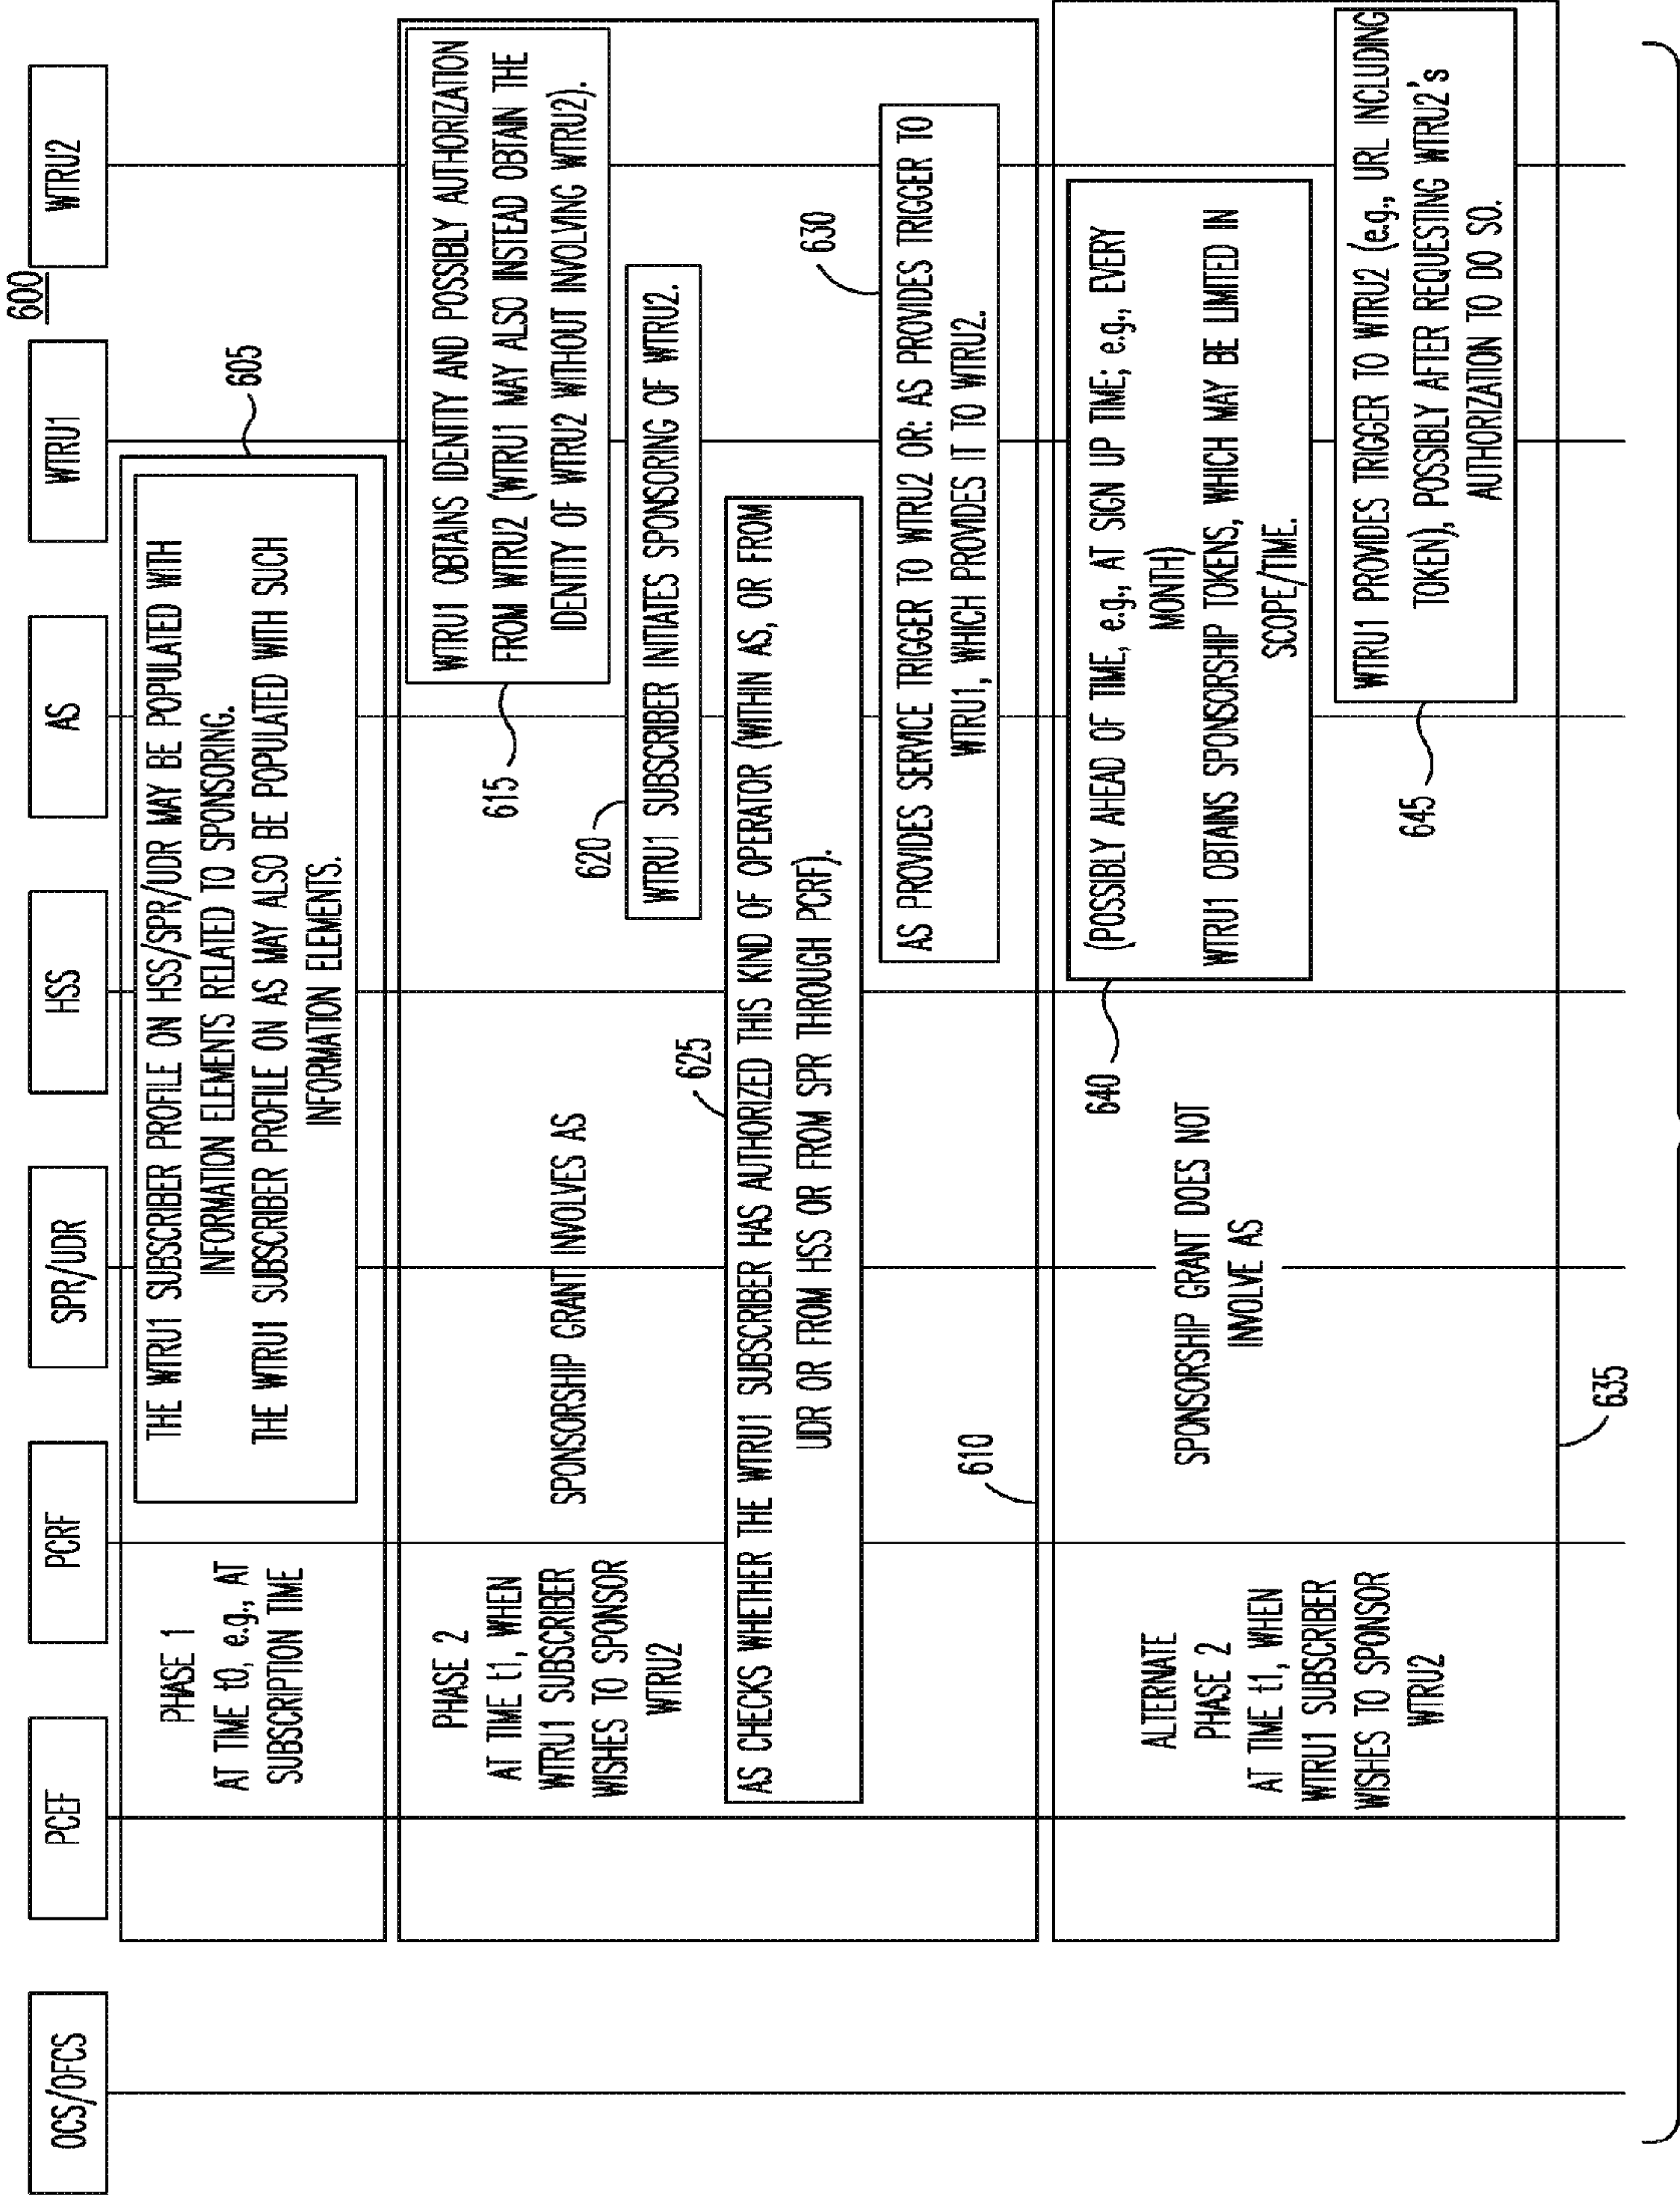 600
OCS/OFCS
PCEF
PCRF
SPR/UDR
HSS
AS
WTRU1
WTRU2
PHASE 1
AT TIME t0, e.g., AT
SUBSCRIPTION TIME
THE WTRU1 SUBSCRIBER PROFILE ON HSS/SPR/UDR MAY BE POPULATED WITH
INFORMATION ELEMENTS RELATED TO SPONSORING.
THE WTRU1 SUBSCRIBER PROFILE ON AS MAY ALSO BE POPULATED WITH SUCH
INFORMATION ELEMENTS.
605
PHASE 2
AT TIME t1, WHEN
WTRU1 SUBSCRIBER
WISHES TO SPONSOR
WTRU2
SPONSORSHIP GRANT INVOLVES AS
615
WTRU1 OBTAINS IDENTITY AND POSSIBLY AUTHORIZATION
FROM WTRU2 (WTRU1 MAY ALSO INSTEAD OBTAIN THE
IDENTITY OF WTRU2 WITHOUT INVOLVING WTRU2).
620
WTRU1 SUBSCRIBER INTIATES SPONSORING OF WTRU2.
625
AS CHECKS WHETHER THE WTRU1 SUBSCRIBER HAS AUTHORIZED THIS KIND OF OPERATOR (WITHIN AS, OR FROM
UDR OR FROM HSS OR FROM SPR THROUGH PCRF).
630
AS PROVIDES SERVICE TRIGGER TO WTRU2 OR: AS PROVIDES TRIGGER TO
WTRU1, WHICH PROVIDES IT TO WTRU2.
610
ALTERNATE
PHASE 2
AT TIME t1, WHEN
WTRU1 SUBSCRIBER
WISHES TO SPONSOR
WTRU2
SPONSORSHIP GRANT DOES NOT
INVOLVE AS
640
(POSSIBLY AHEAD OF TIME, e.g., AT SIGN UP TIME; e.g., EVERY
MONTH)
WTRU1 OBTAINS SPONSORSHIP TOKENS, WHICH MAY BE LIMITED IN
SCOPE/TIME.
645
WTRU1 PROVIDES TRIGGER TO WTRU2 (e.g., URL INCLUDING
TOKEN), POSSIBLY AFTER REQUESTING WTRU2's
AUTHORIZATION TO DO SO.
635